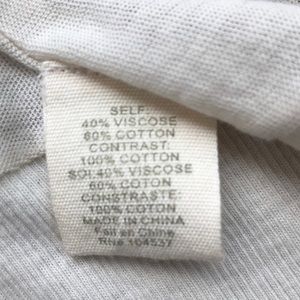 SELF:
40% VISCOSE
60% COTTON
CONTRAST:
100% COTTON
SOI:40% VISCOSE
60% COTON
CONSTRASTE:
100% COTON
MADE IN CHINA
Fait en Chine
RN# 104537